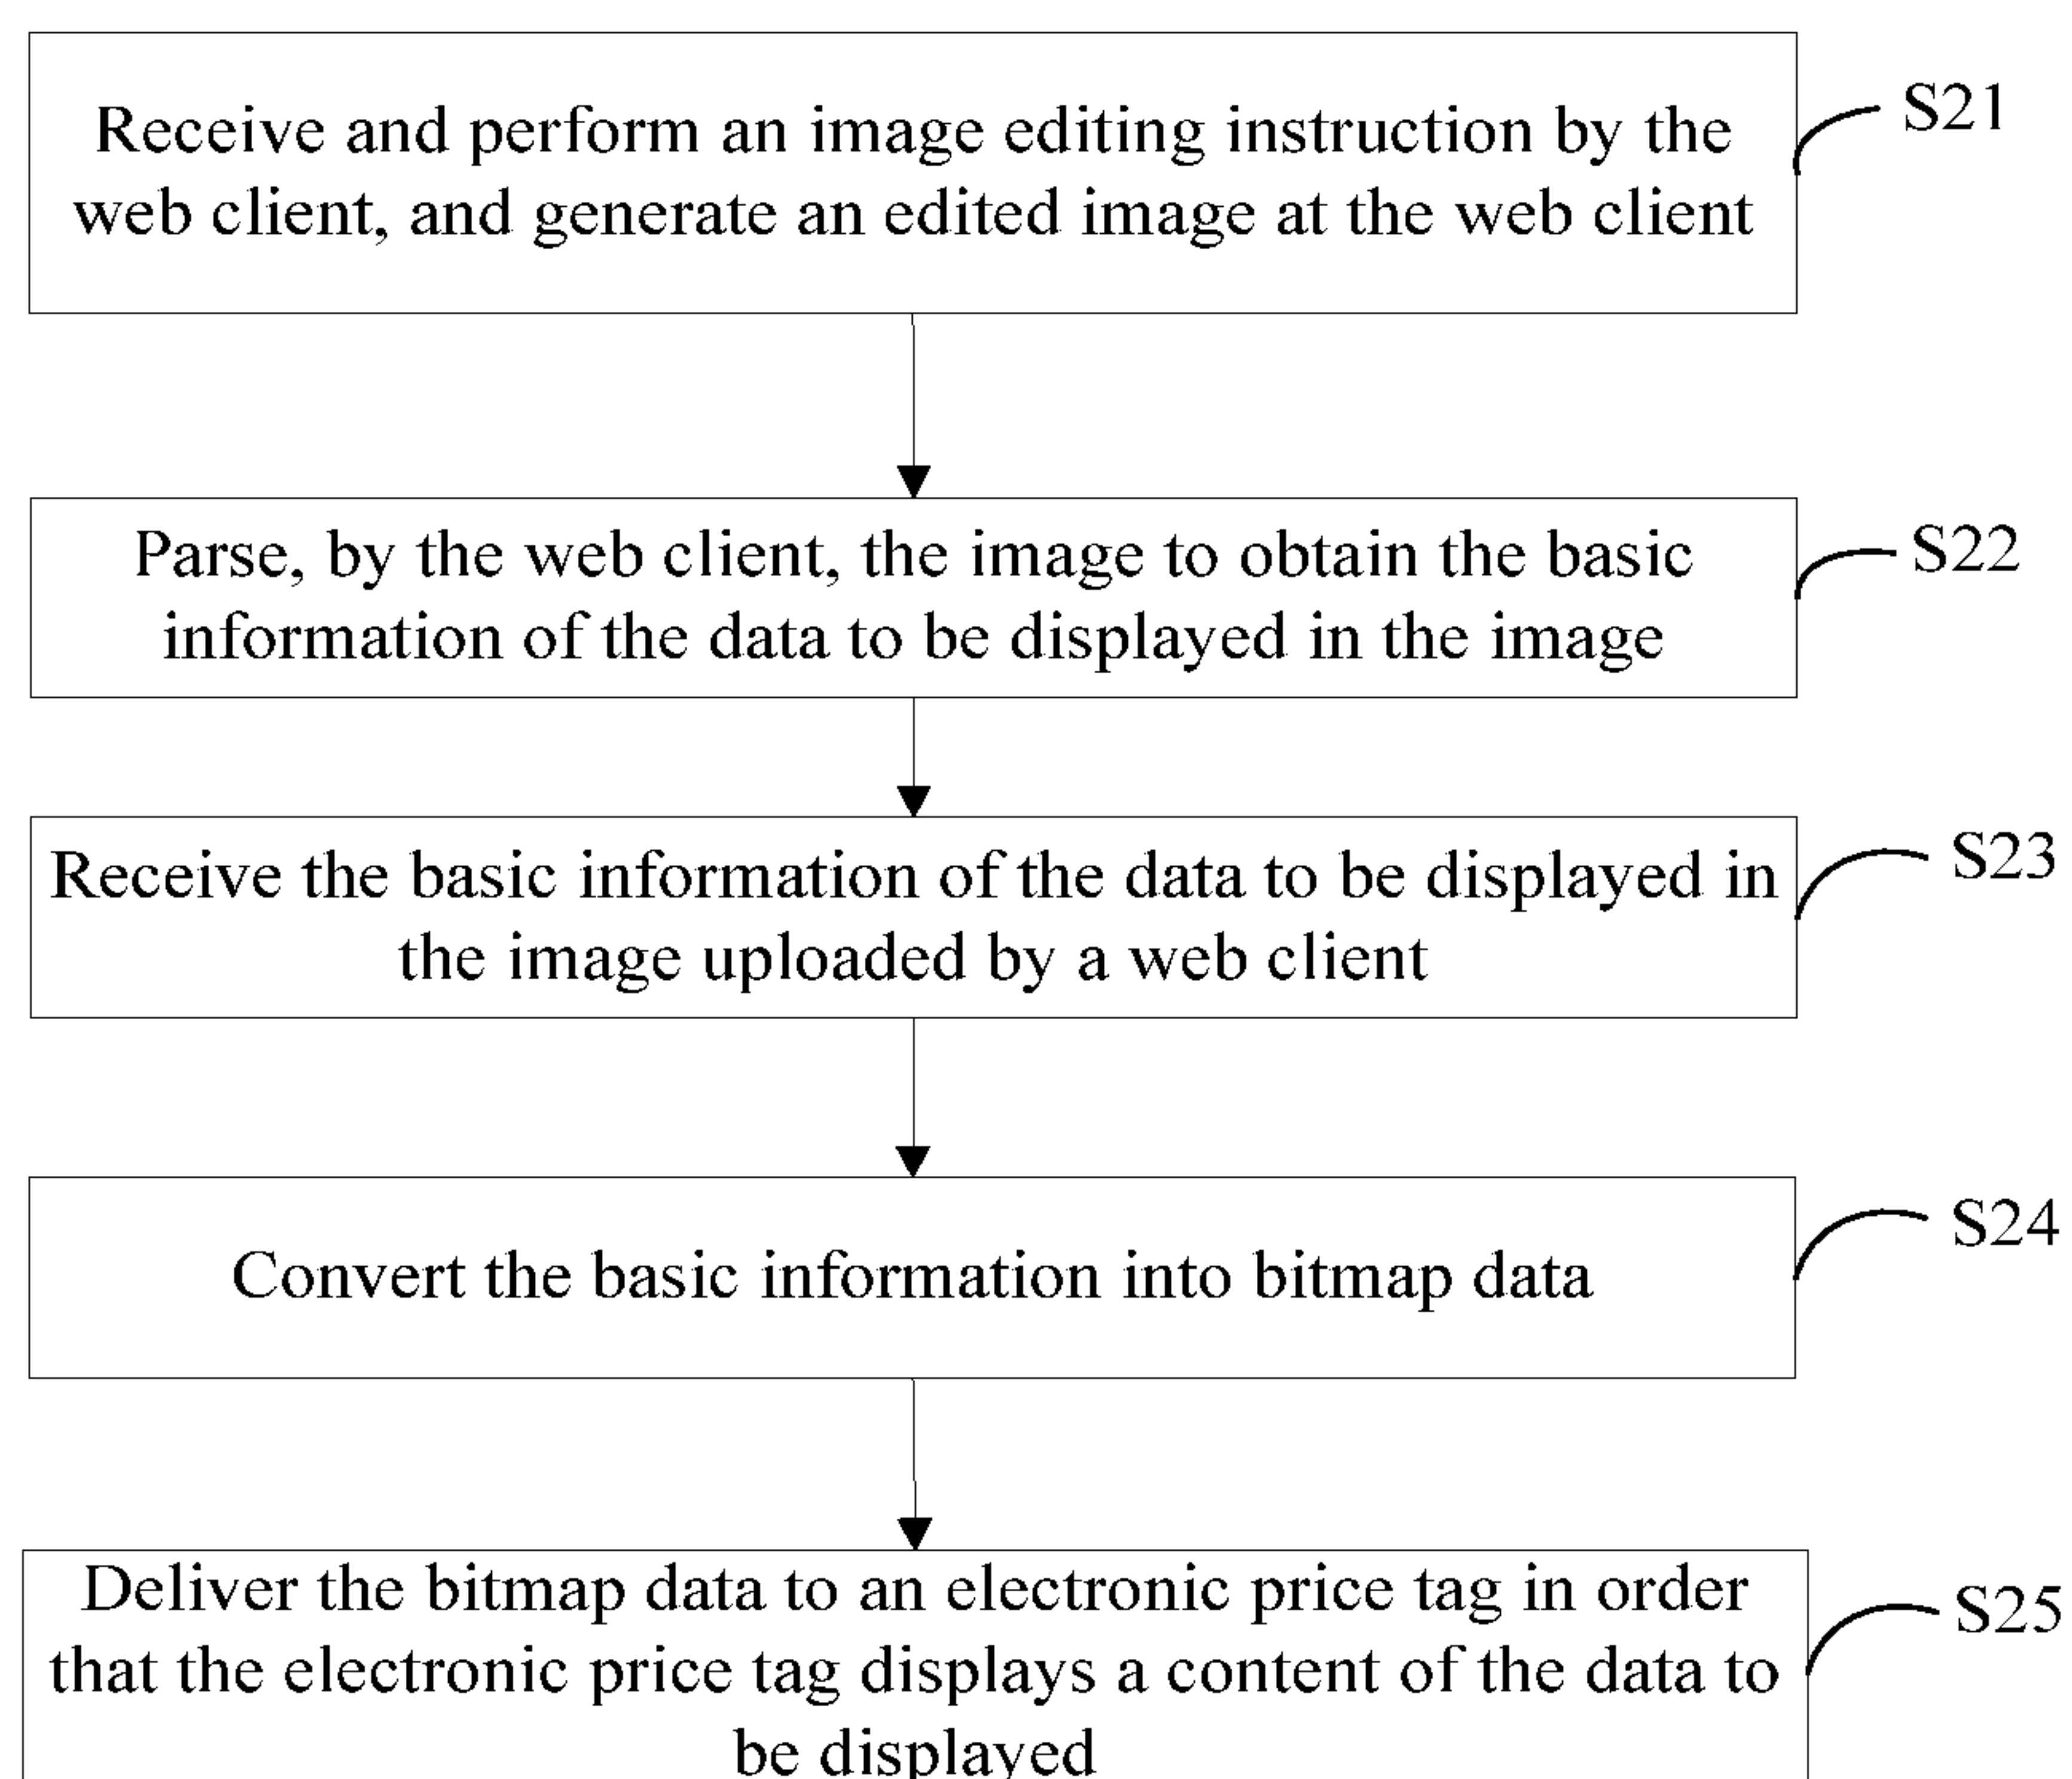 Receive and perform an image editing instruction by the
web client, and generate an edited image at the web client
S21
Parse, by the web client, the image to obtain the basic
information of the data to be displayed in the image
S22
Receive the basic information of the data to be displayed in
the image uploaded by a web client
S23
Convert the basic information into bitmap data
S24
Deliver the bitmap data to an electronic price tag in order
that the electronic price tag displays a content of the data to
be displayed
S25